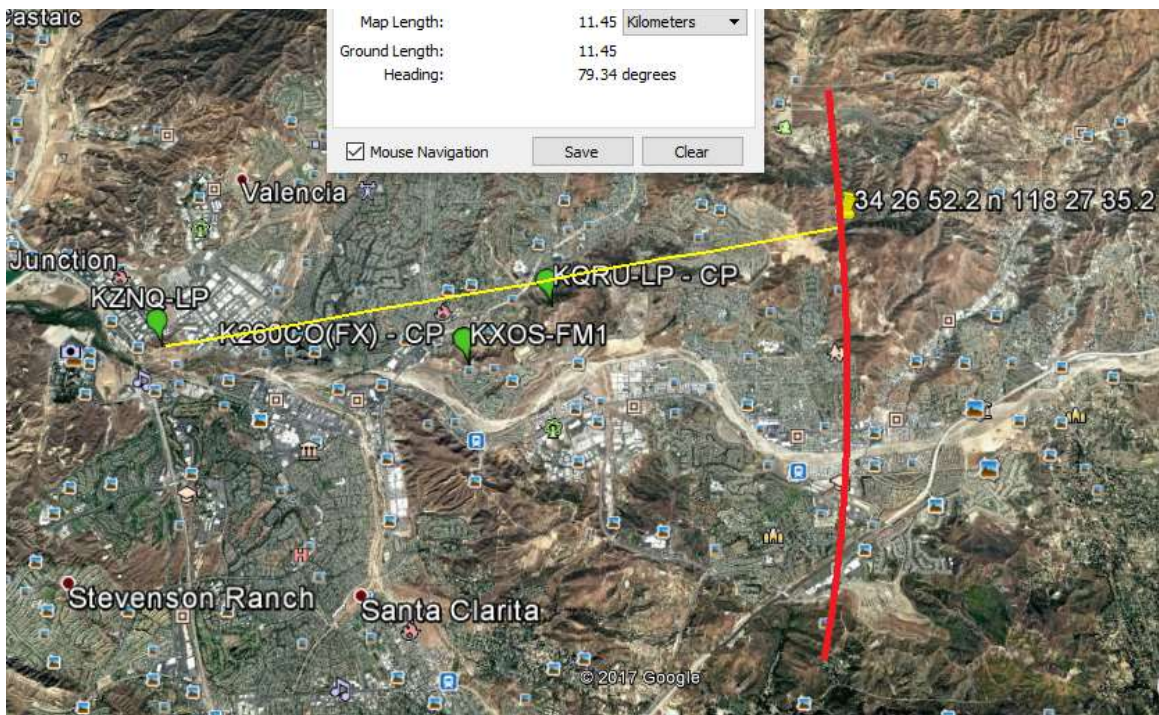 Castaic
Map Length: 11.45 Kilometers
Ground Length: 11.45
Heading: 79.34 degrees
Mouse Navigation Save Clear
Valencia
34 26 52.2 n 118 27 35.2
Junction
KQRU-LP - CP
KZNQ-LP
K260CO(FX) - CP KXOS-FM1
H
Stevenson Ranch
Santa Clarita
© 2017 Google